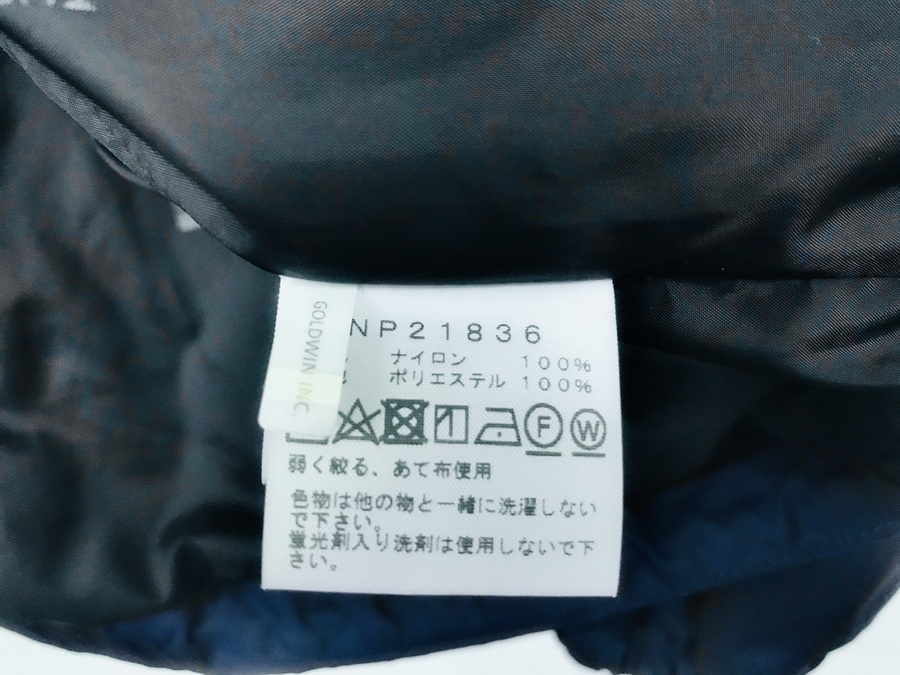 GOLDWIN INC.
NP21836
ナイロン 100%
ポリエステル 100%
F W
弱く絞る、あて布使用
色物は他の物と一緒に洗濯しない
で下さい。
蛍光剤入り洗剤は使用しないで下
さい。